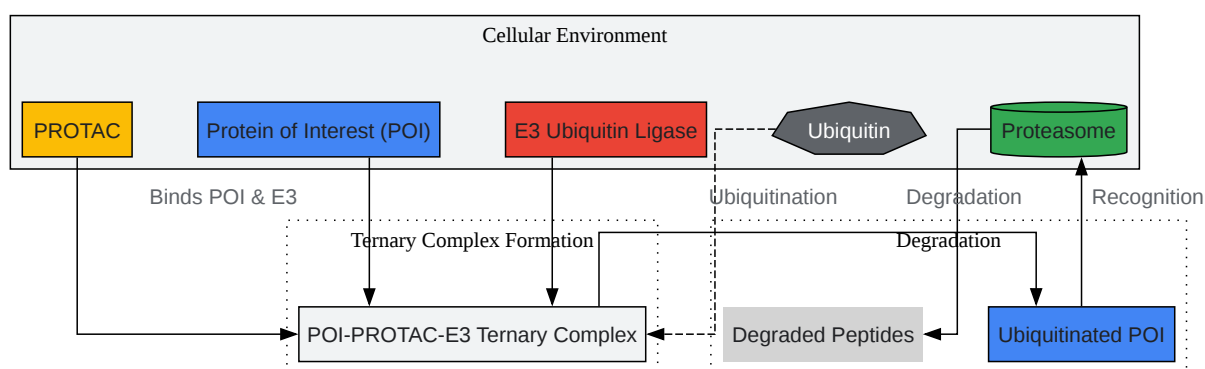 Cellular Environment
PROTAC
Protein of Interest (POI)
E3 Ubiquitin Ligase
Ubiquitin
Proteasome
Binds POI & E3
Ubiquitination
Degradation
Recognition
Ternary Complex Formation
Degradation
POI-PROTAC-E3 Ternary Complex
Degraded Peptides
Ubiquitinated POI